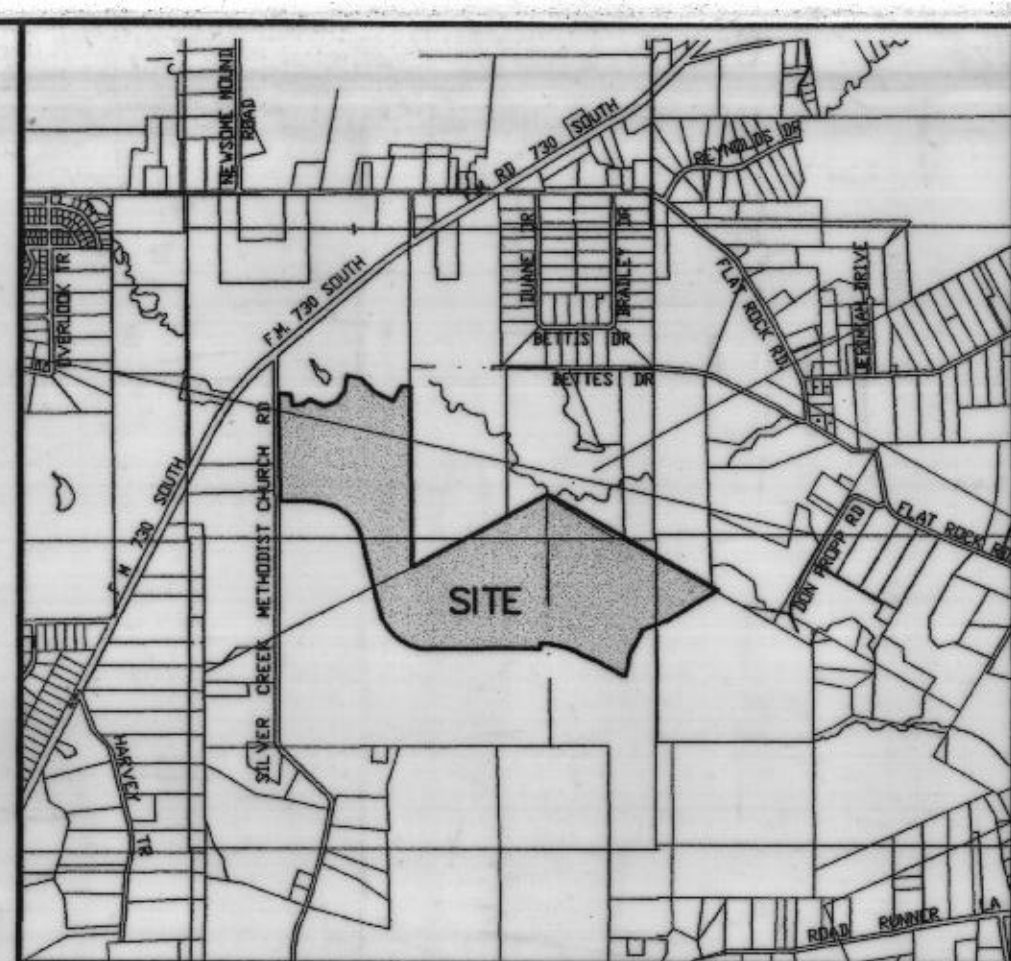 NEWSOME MOUND
ROAD
RD 730 SOUTH
REYNOLDS DR
OVERLOOK TR
F.M. 730 SOUTH
DUANE DR
BRADLEY DR
FLAT ROCK RD
JERIMIAH DRIVE
BETTIS DR
BETTES DR
SILVER CREEK METHODIST CHURCH RD
F M 730 SOUTH
DON PROPP RD
FLAT ROCK RD
SITE
HARVEY TR
ROAD RUNNER LA